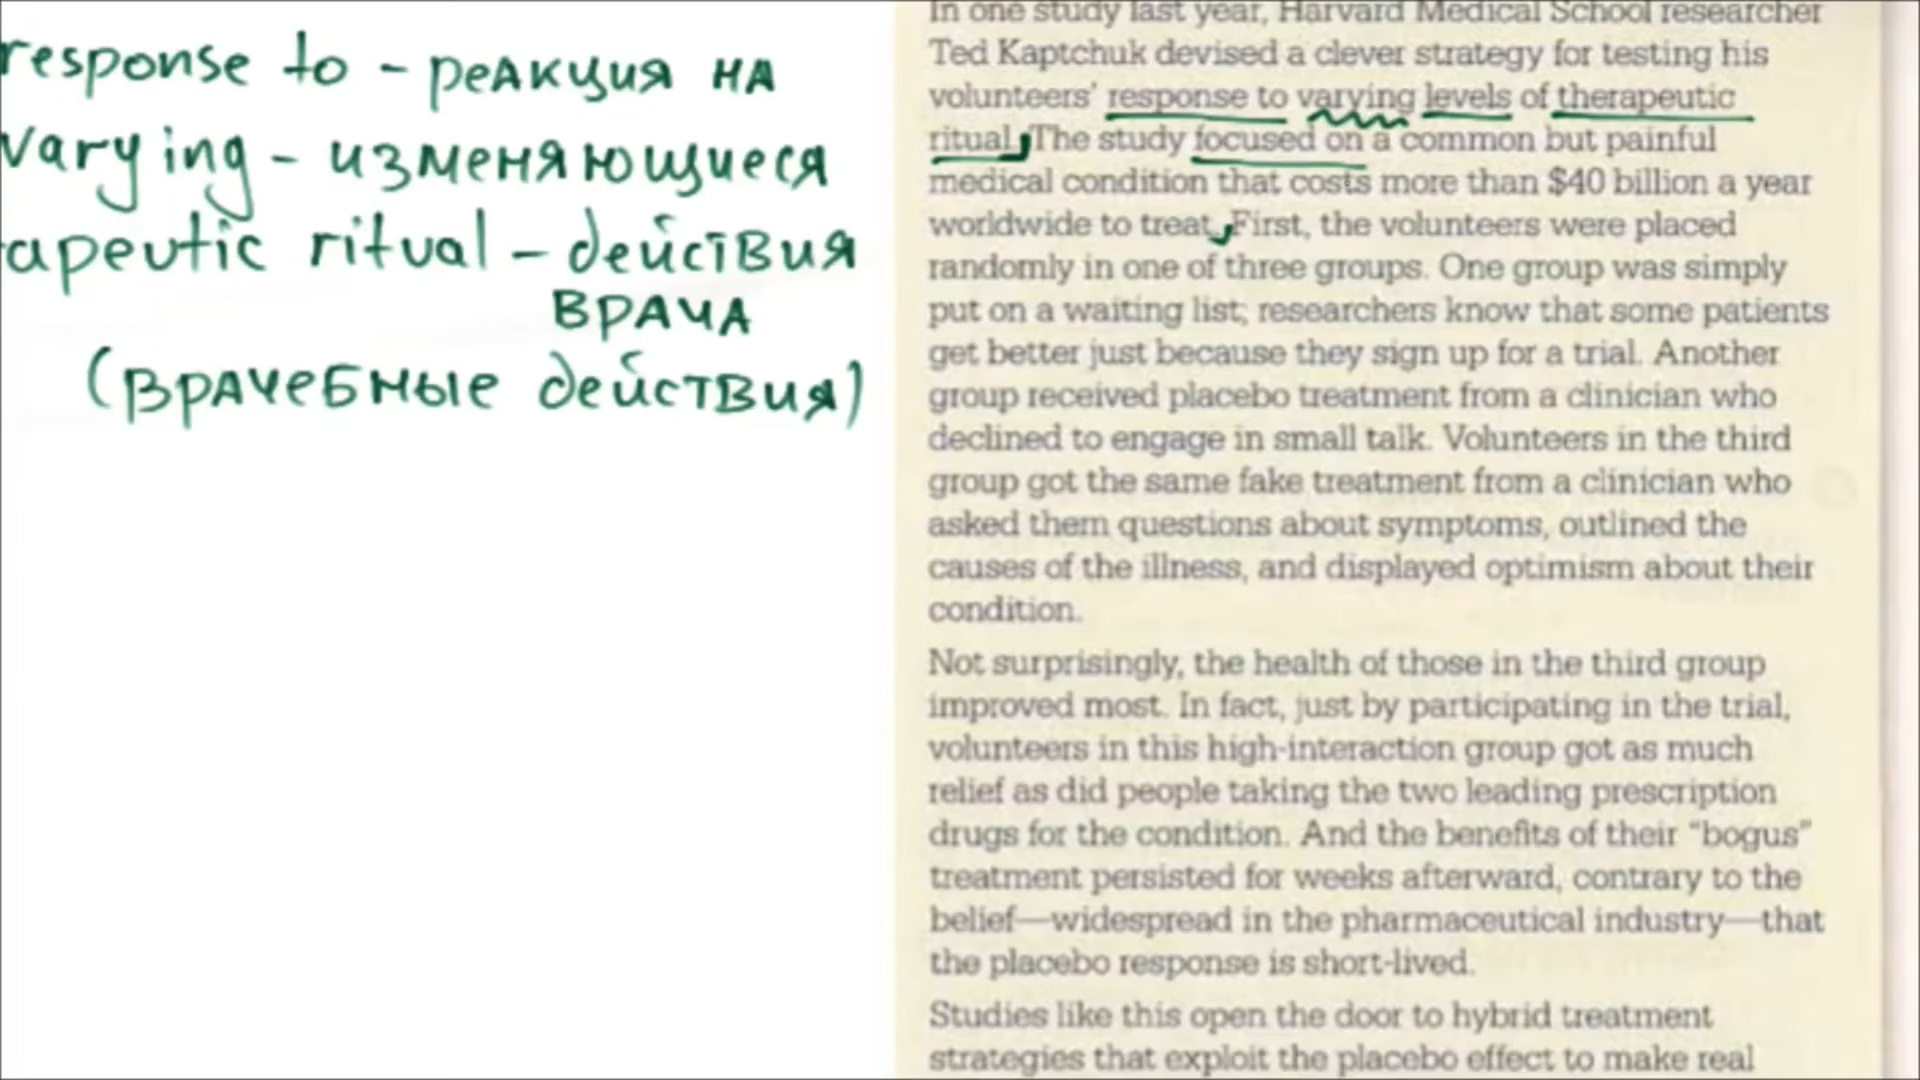 response to - реакция на
varying - изменяющиеся
apeutic ritual - действия
врача
(врачебные действия)
In one study last year, Harvard Medical School researcher
Ted Kaptchuk devised a clever strategy for testing his
volunteers' response to varying levels of therapeutic
ritual. The study focused on a common but painful
medical condition that costs more than $40 billion a year
worldwide to treat. First, the volunteers were placed
randomly in one of three groups. One group was simply
put on a waiting list; researchers know that some patients
get better just because they sign up for a trial. Another
group received placebo treatment from a clinician who
declined to engage in small talk. Volunteers in the third
group got the same fake treatment from a clinician who
asked them questions about symptoms, outlined the
causes of the illness, and displayed optimism about their
condition.
Not surprisingly, the health of those in the third group
improved most. In fact, just by participating in the trial,
volunteers in this high-interaction group got as much
relief as did people taking the two leading prescription
drugs for the condition. And the benefits of their "bogus"
treatment persisted for weeks afterward, contrary to the
belief—widespread in the pharmaceutical industry—that
the placebo response is short-lived.
Studies like this open the door to hybrid treatment
strategies that exploit the placebo effect to make real